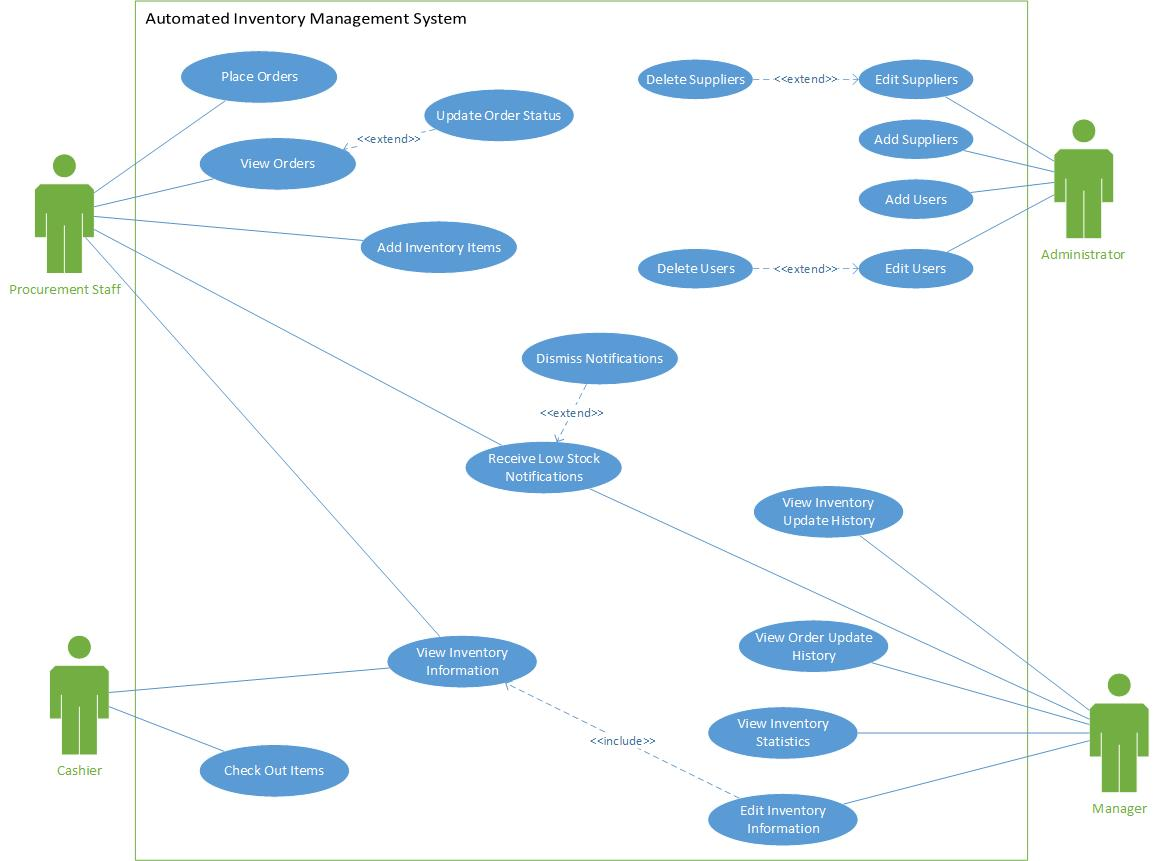 Automated Inventory Management System
Place Orders
Delete Suppliers
<<extend>>
Edit Suppliers
Update Order Status
<<extend>>
Add Suppliers
View Orders
Add Users
Add Inventory Items
Administrator
Delete Users
<<extend>>
Edit Users
Procurement Staff
Dismiss Notifications
<<extend>>
Receive Low Stock
Notifications
View Inventory
Update History
View Order Update
History
View Inventory
Information
View Inventory
Statistics
<<include>>
Cashier
Check Out Items
Edit Inventory
Information
Manager